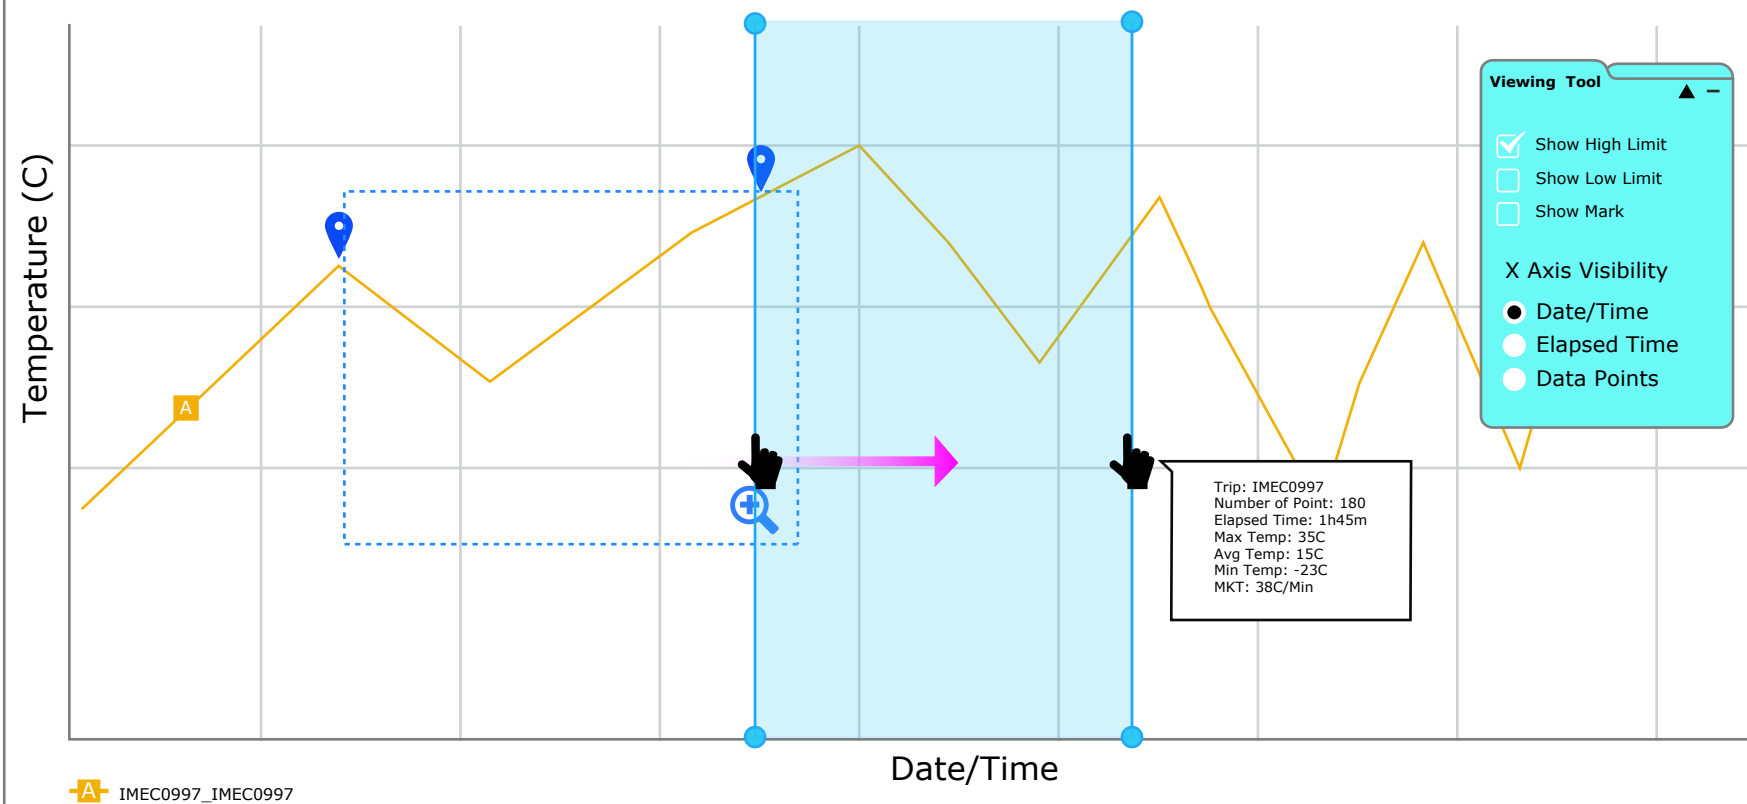 Temperature (C)
A
Viewing Tool
Show High Limit
Show Low Limit
Show Mark
X Axis Visibility
Date/Time
Elapsed Time
Data Points
Trip: IMEC0997
Number of Point: 180
Elapsed Time: 1h45m
Max Temp: 35C
Avg Temp: 15C
Min Temp: -23C
MKT: 38C/Min
Date/Time
A IMEC0997_IMEC0997